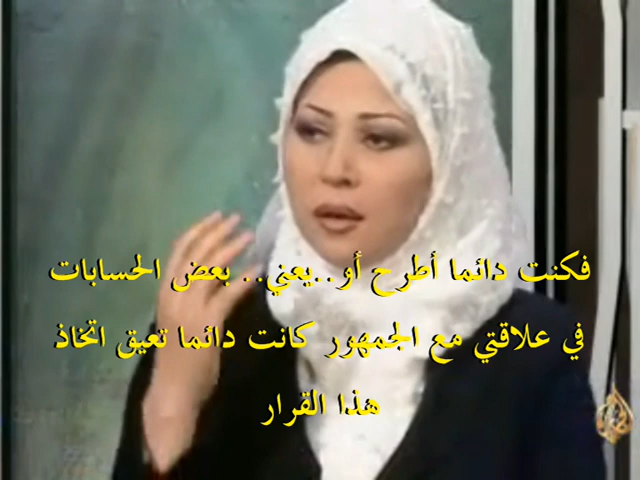 فكنت دائما أطرح أو..يعني.. بعض الحسابات
في علاقتي مع الجمهور كانت دائما تعيق اتخاذ
هذا القرار